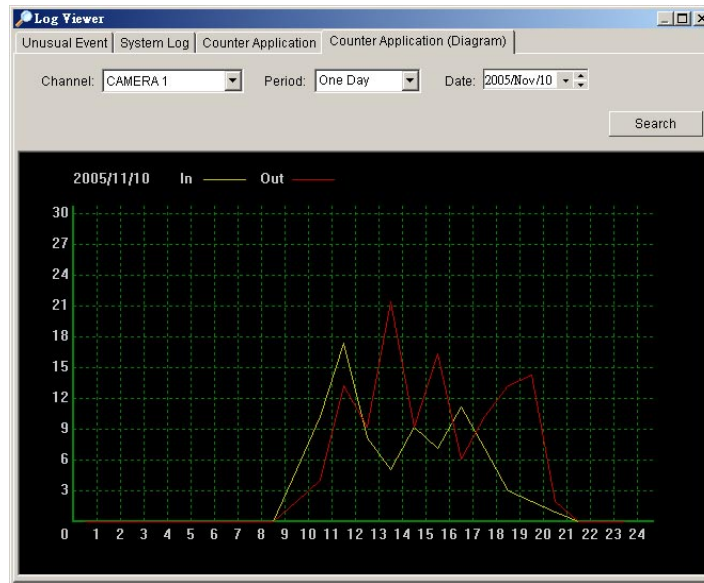 Log Viewer
Unusual Event System Log Counter Application Counter Application (Diagram)
Channel: CAMERA 1 Period: One Day Date: 2005/Nov/10
Search
2005/11/10 In Out
30
27
24
21
18
15
12
9
6
3
0 1 2 3 4 5 6 7 8 9 10 11 12 13 14 15 16 17 18 19 20 21 22 23 24